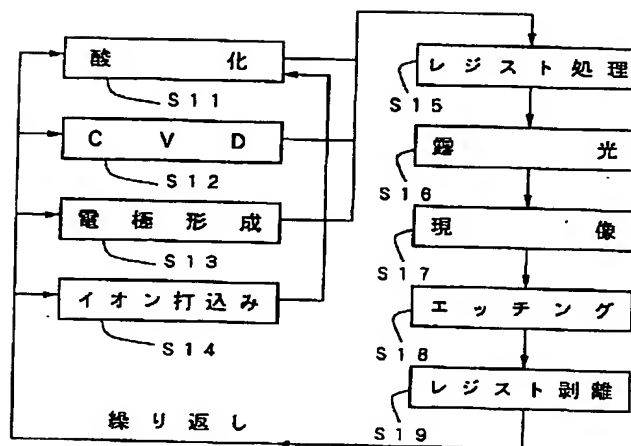 酸化
S11
CVD
S12
電極形成
S13
イオン打込み
S14
レジスト処理
S15
露光
S16
現像
S17
エッチング
S18
レジスト剥離
S19
繰り返し